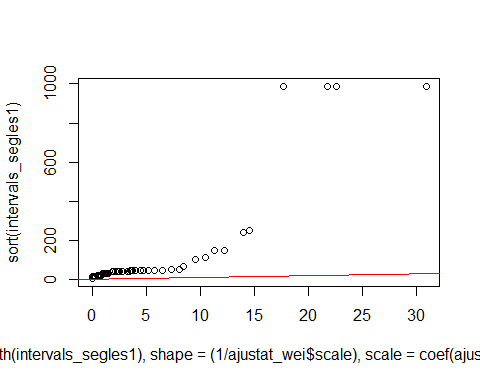 1000
600
200
0
sort(intervals_segles1)
0 5 10 15 20 25 30
th(intervals_segles1), shape = (1/ajustat_wei$scale), scale = coef(ajus